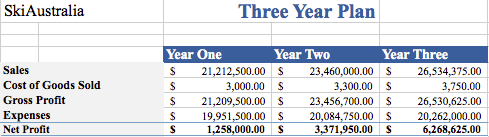 SkiAustralia Three Year Plan
Year One Year Two Year Three
Sales $ 21,212,500.00 $ 23,460,000.00 $ 26,534,375.00
Cost of Goods Sold $ 3,000.00 $ 3,300.00 $ 3,750.00
Gross Profit $ 21,209,500.00 $ 23,456,700.00 $ 26,530,625.00
Expenses $ 19,951,500.00 $ 20,084,750.00 $ 20,262,000.00
Net Profit $ 1,258,000.00 $ 3,371,950.00 $ 6,268,625.00